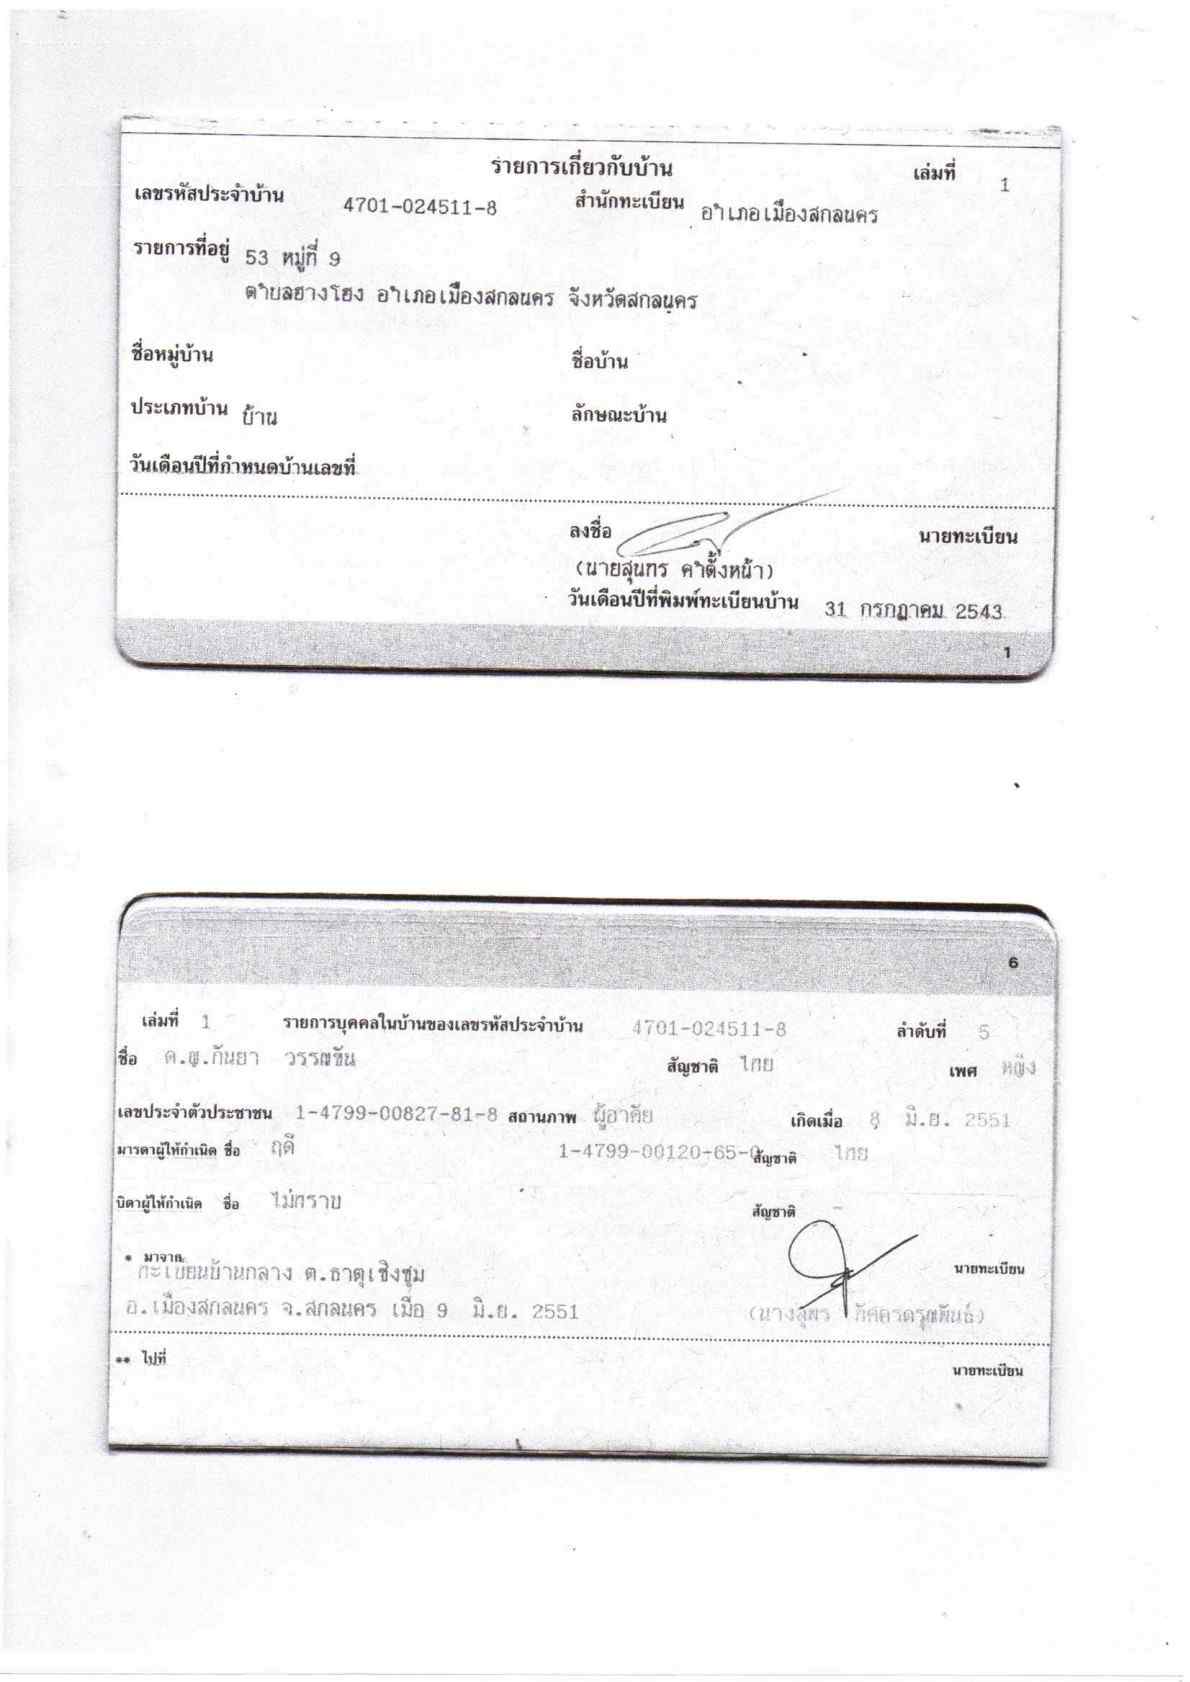 รายการเกี่ยวกับบ้าน เล่มที่ 1
เลขรหัสประจำบ้าน 4701-024511-8 สำนักทะเบียน อำเภอเมืองสกลนคร
รายการที่อยู่ 53 หมู่ที่ 9
ตำบลฮางโฮง อำเภอเมืองสกลนคร จังหวัดสกลนคร
ชื่อหมู่บ้าน ชื่อบ้าน
ประเภทบ้าน บ้าน ลักษณะบ้าน
วันเดือนปีที่กำหนดบ้านเลขที่
ลงชื่อ นายทะเบียน
(นายสุนทร คำตั้งหน้า)
วันเดือนปีที่พิมพ์ทะเบียนบ้าน 31 กรกฎาคม 2543
1
6
เล่มที่ 1 รายการบุคคลในบ้านของเลขรหัสประจำบ้าน 4701-024511-8 ลำดับที่ 5
ชื่อ ด.ญ.กันยา วรรณขัน สัญชาติ ไทย เพศ หญิง
เลขประจำตัวประชาชน 1-4799-00827-81-8 สถานภาพ ผู้อาศัย เกิดเมื่อ 8 มิ.ย. 2551
มารดาผู้ให้กำเนิด ชื่อ ฤดี 1-4799-00120-65-0 สัญชาติ ไทย
บิดาผู้ให้กำเนิด ชื่อ ไม่ทราบ สัญชาติ -
* มาจาก นายทะเบียน
ทะเบียนบ้านกลาง ต.ธาตุเชิงชุม
อ.เมืองสกลนคร จ.สกลนคร เมื่อ 9 มิ.ย. 2551 (นางสุพร
** ไปที่ นายทะเบียน